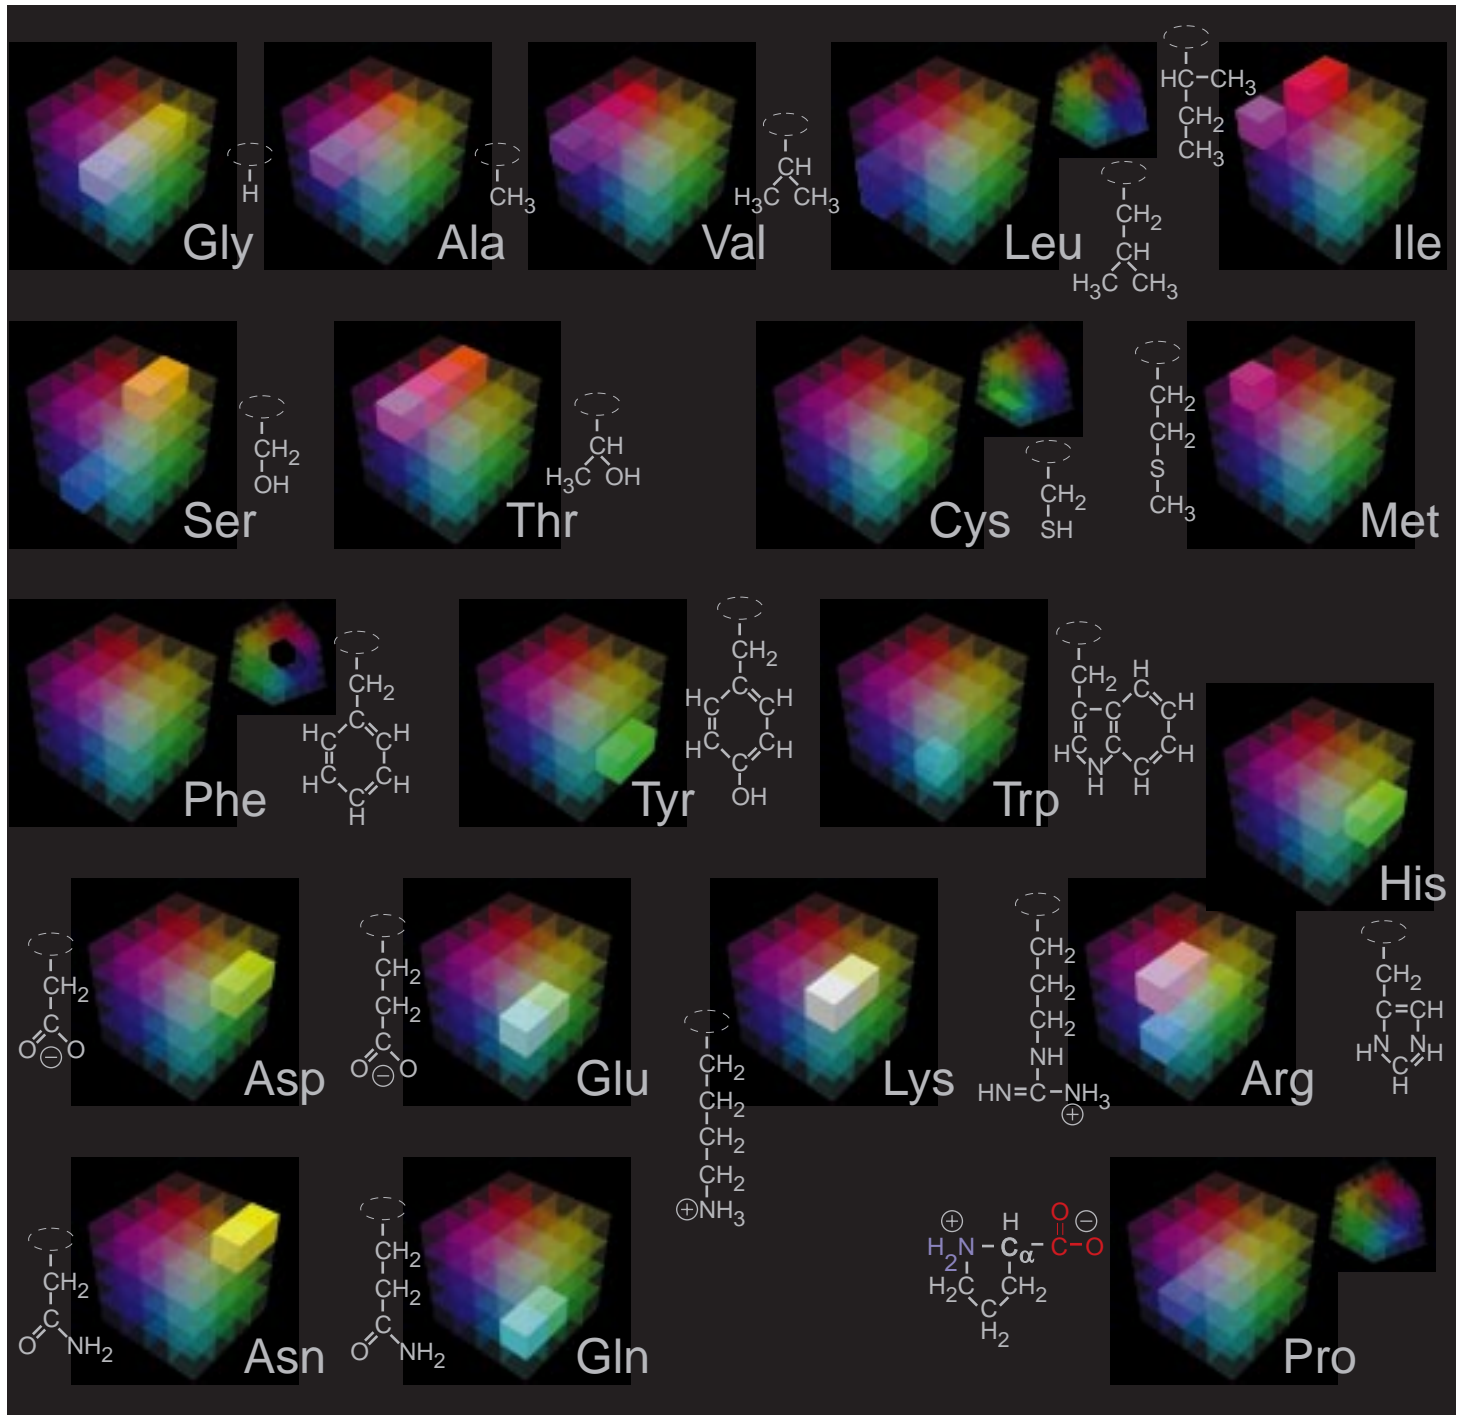 H
Gly
CH3
Ala
CH
H3C CH3
Val
CH2
CH
H3C CH3
Leu
HC–CH3
CH2
CH3
Ile
CH2
OH
Ser
CH
H3C OH
Thr
CH2
SH
Cys
CH2
CH2
S
CH3
Met
CH2
C
HC CH
HC CH
C
H
Phe
CH2
C
HC CH
HC CH
C
OH
Tyr
CH2 H
C C C CH
HC C CH
N C
H H
Trp
His
CH2
C=CH
HN NH
C
H
CH2
C
O ⊖ O
Asp
CH2
CH2
C
O ⊖ O
Glu
CH2
CH2
CH2
CH2
⊕NH3
Lys
CH2
CH2
CH2
NH
HN=C–NH3
⊕
Arg
CH2
C
O NH2
Asn
CH2
CH2
C
O NH2
Gln
⊕ H O ⊖
H2N–Cα–C–O
H2C CH2
C
H2
Pro